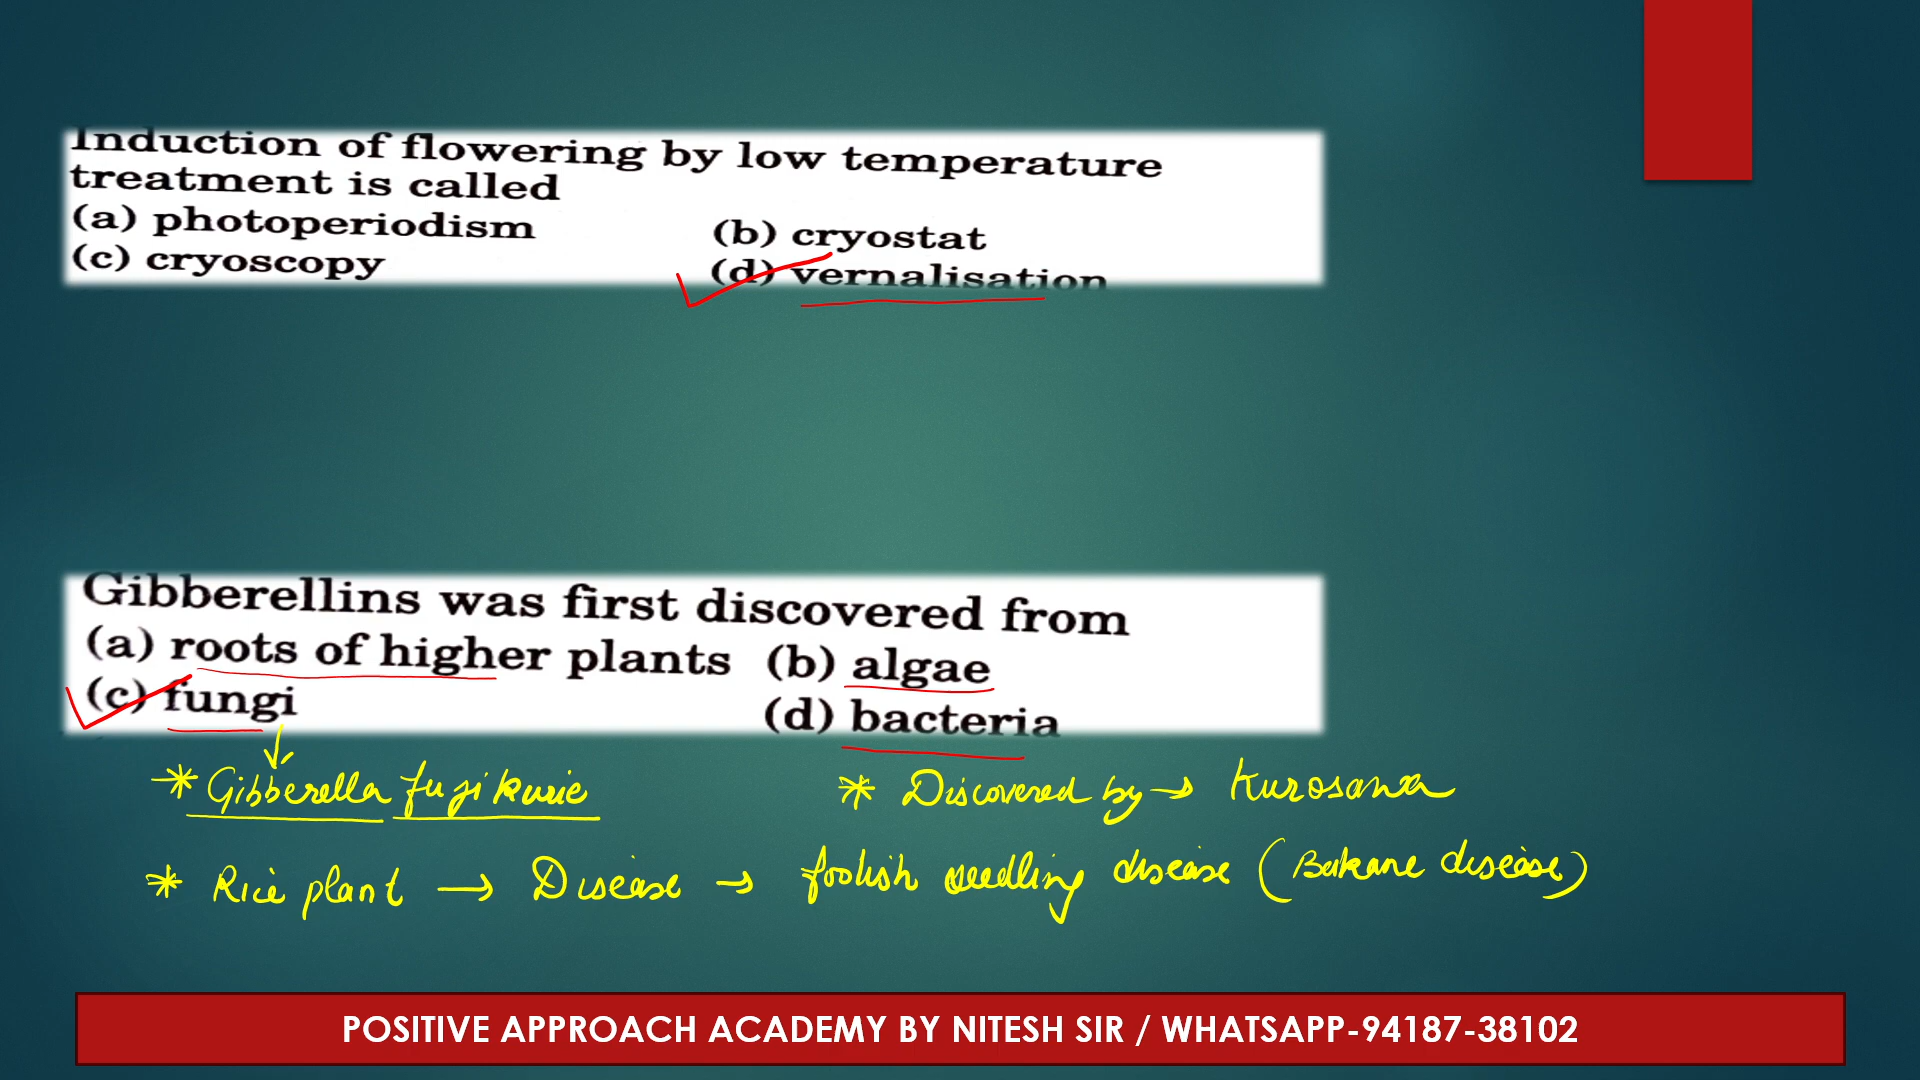 Induction of flowering by low temperature
treatment is called
(a) photoperiodism (b) cryostat
(c) cryoscopy (d) vernalisation
Gibberellins was first discovered from
(a) roots of higher plants (b) algae
(c) fungi (d) bacteria
* Gibberella fugikurie * Discovered by → Kurosawa
* Rice plant → Disease → foolish seedling disease (Bakane disease)
POSITIVE APPROACH ACADEMY BY NITESH SIR / WHATSAPP-94187-38102